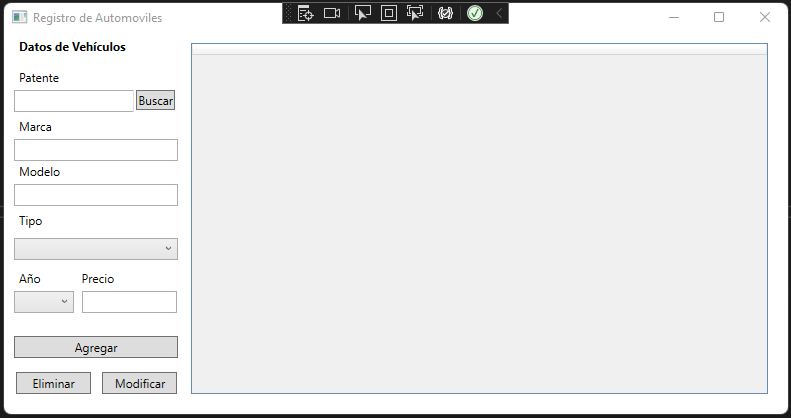 Registro de Automoviles
Datos de Vehículos
Patente
Buscar
Marca
Modelo
Tipo
Año Precio
Agregar
Eliminar Modificar